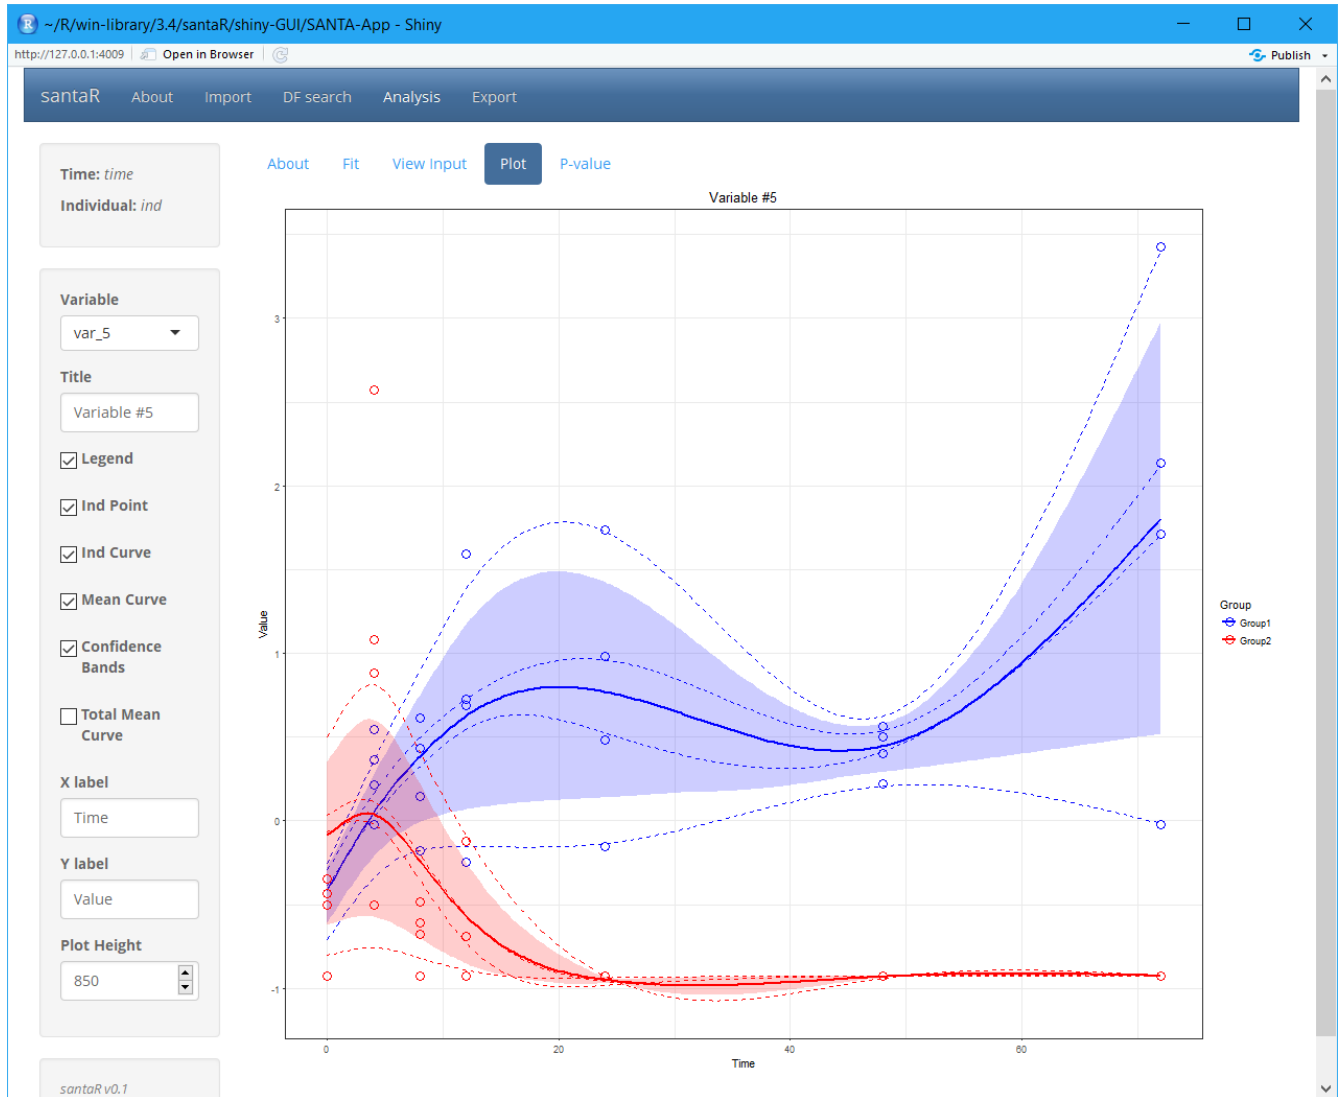 R ~/R/win-library/3.4/santaR/shiny-GUI/SANTA-App - Shiny
http://127.0.0.1:4009 Open in Browser Publish
santaR About Import DF search Analysis Export
Time: time
Individual: ind
Variable
var_5
Title
Variable #5
Legend
Ind Point
Ind Curve
Mean Curve
Confidence
Bands
Total Mean
Curve
X label
Time
Y label
Value
Plot Height
850
santaR v0.1
About Fit View Input Plot P-value
Variable #5
Value
3
2
1
0
-1
0 20 40 60
Time
Group
Group1
Group2